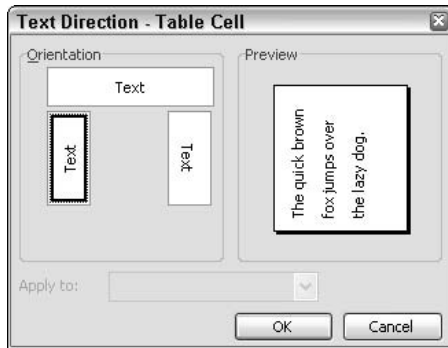 Text Direction - Table Cell
Orientation
Preview
Text
Text
Text
The quick brown
fox jumps over
the lazy dog.
Apply to:
OK
Cancel